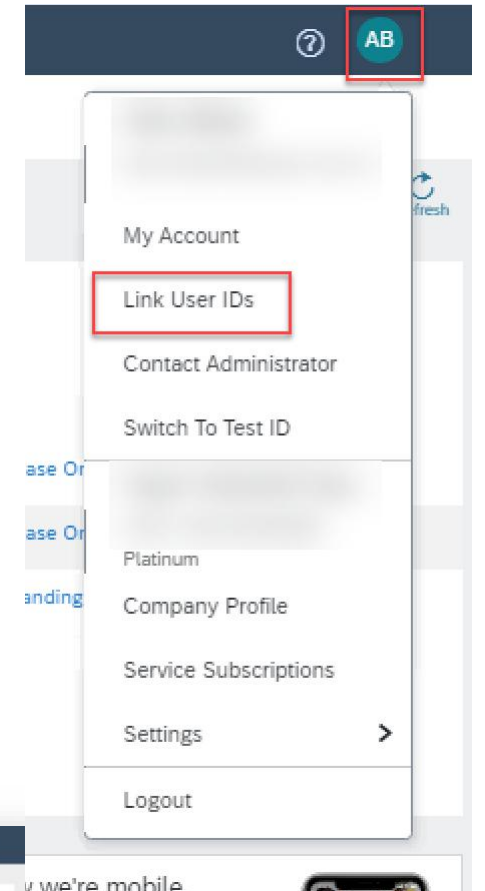 AB
fresh
My Account
Link User IDs
Contact Administrator
Switch To Test ID
ase Or
ase Or
Platinum
anding
Company Profile
Service Subscriptions
Settings
Logout
we're mobile